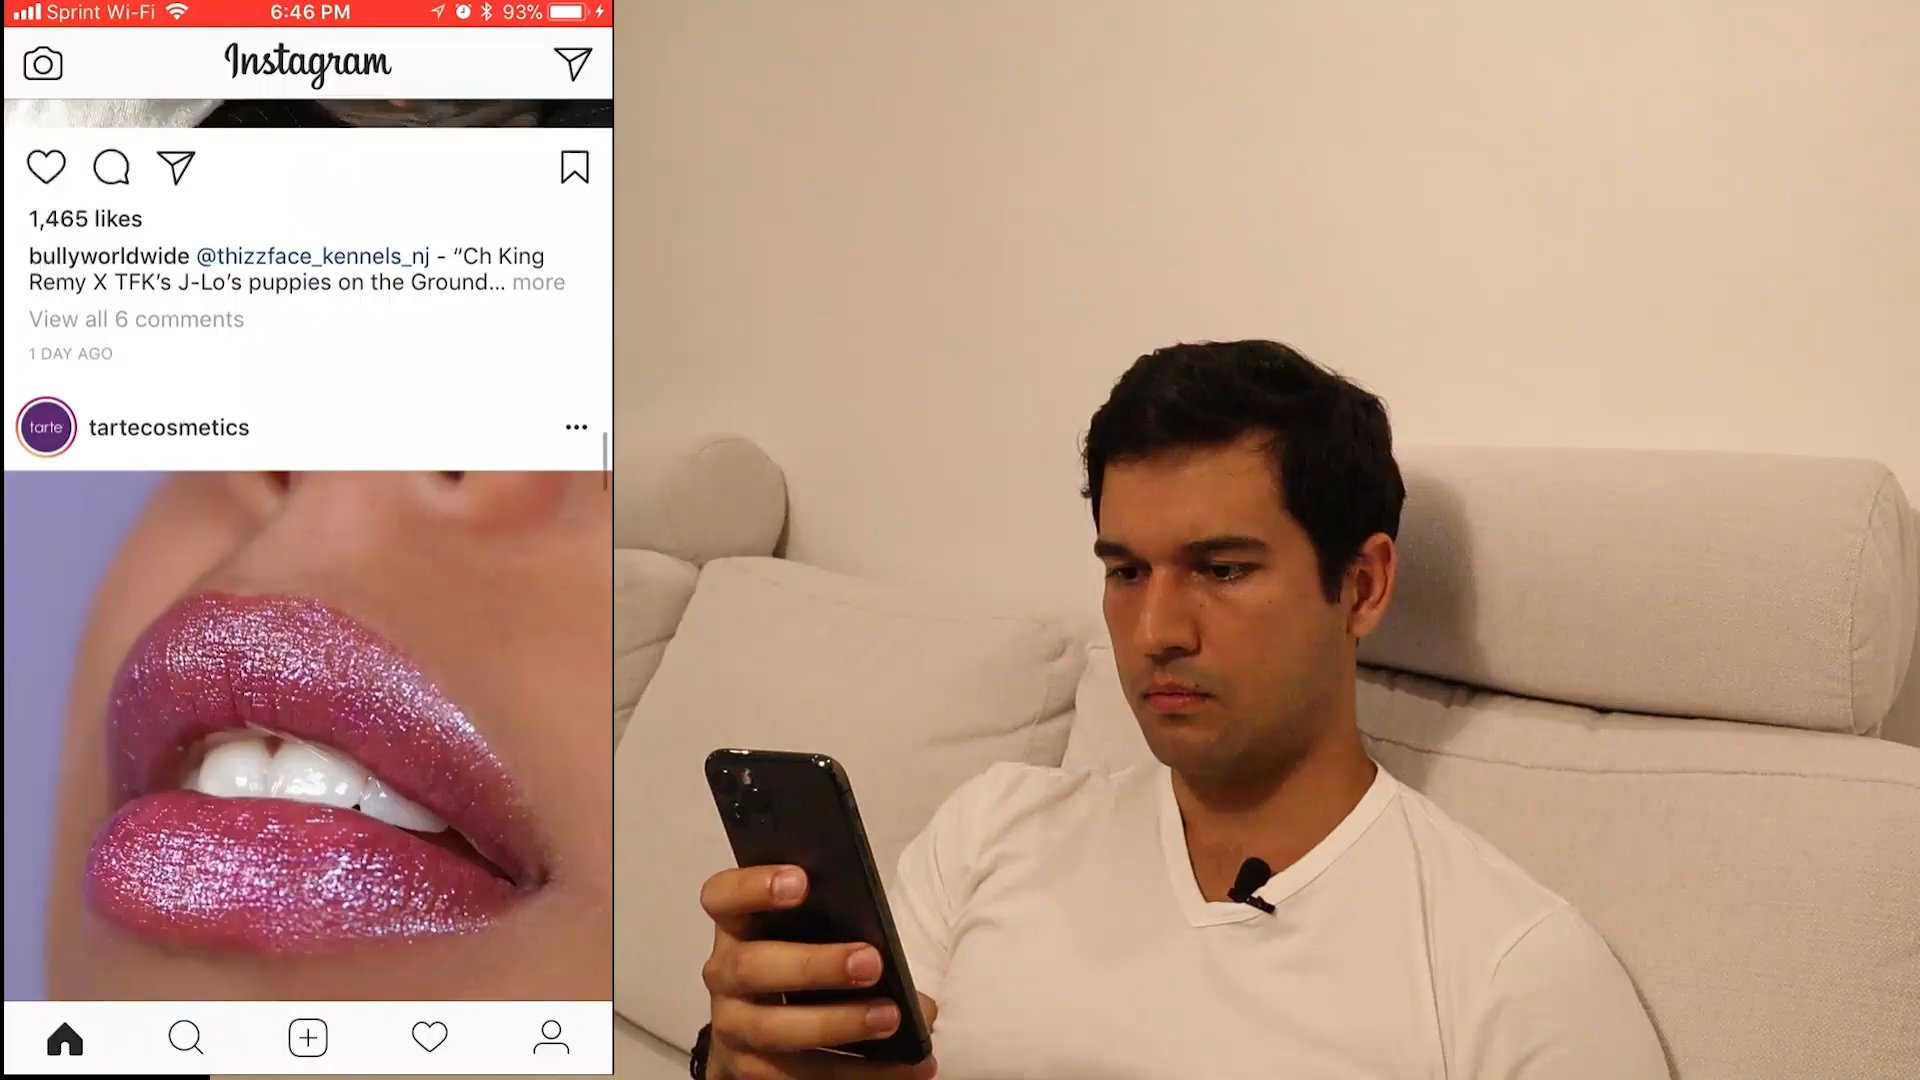 Sprint Wi-Fi 6:46 PM 93%
Instagram
1,465 likes
bullyworldwide @thizzface_kennels_nj - “Ch King
Remy X TFK’s J-Lo’s puppies on the Ground... more
View all 6 comments
1 DAY AGO
tarte tartecosmetics